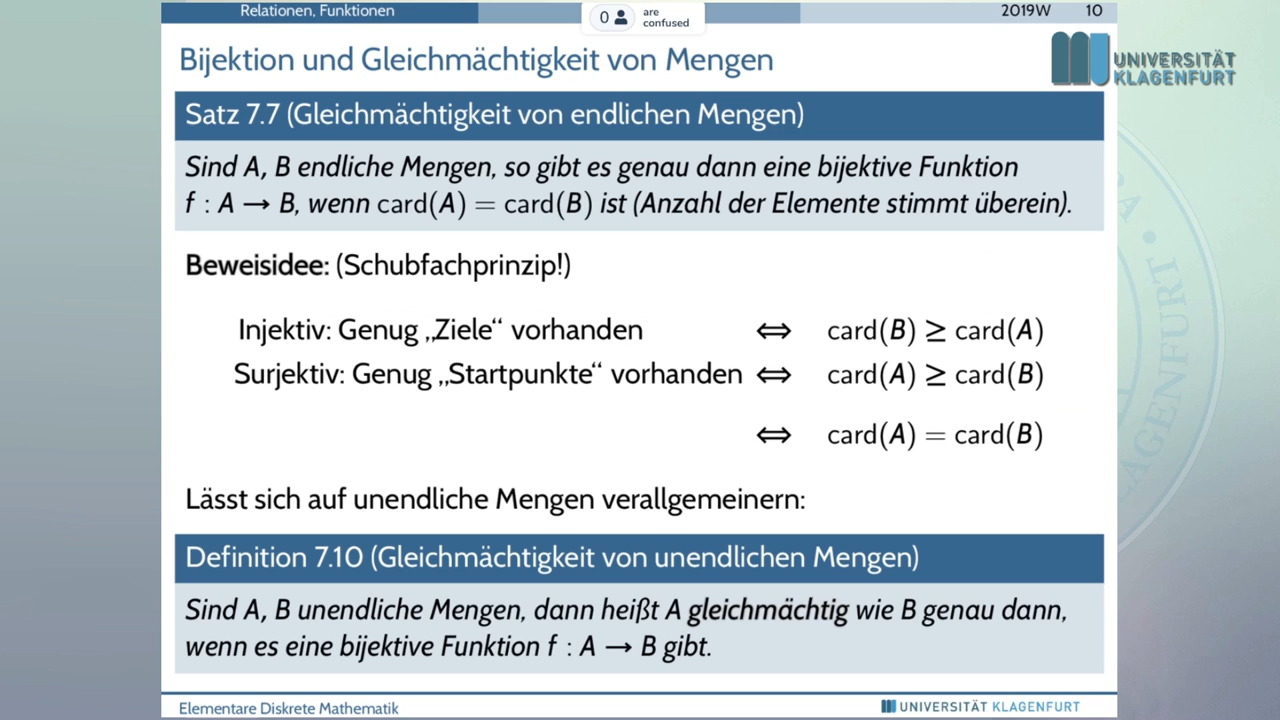 Relationen, Funktionen
0 are confused
2019W 10
Bijektion und Gleichmächtigkeit von Mengen
UNIVERSITÄT
KLAGENFURT
Satz 7.7 (Gleichmächtigkeit von endlichen Mengen)
Sind A, B endliche Mengen, so gibt es genau dann eine bijektive Funktion
f : A → B, wenn card(A) = card(B) ist (Anzahl der Elemente stimmt überein).
Beweisidee: (Schubfachprinzip!)
Injektiv: Genug „Ziele“ vorhanden ⇔ card(B) ≥ card(A)
Surjektiv: Genug „Startpunkte“ vorhanden ⇔ card(A) ≥ card(B)
⇔ card(A) = card(B)
Lässt sich auf unendliche Mengen verallgemeinern:
Definition 7.10 (Gleichmächtigkeit von unendlichen Mengen)
Sind A, B unendliche Mengen, dann heißt A gleichmächtig wie B genau dann,
wenn es eine bijektive Funktion f : A → B gibt.
Elementare Diskrete Mathematik
UNIVERSITÄT KLAGENFURT